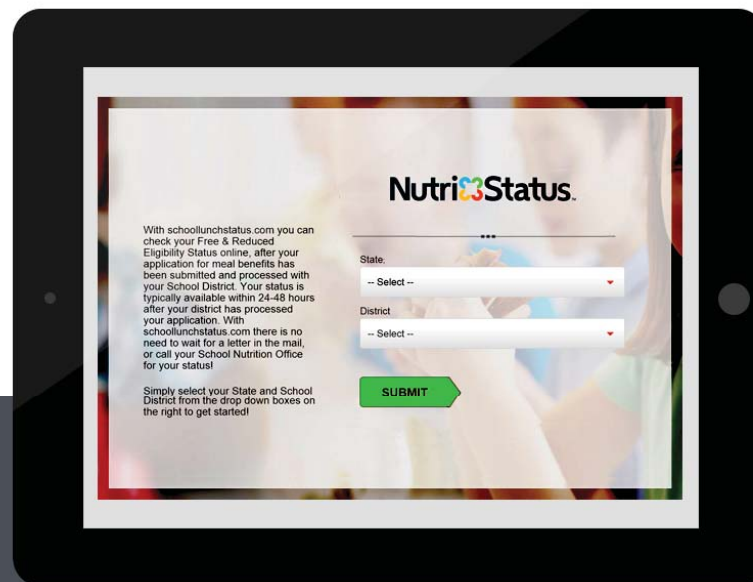 With schoollunchstatus.com you can
check your Free & Reduced
Eligibility Status online, after your
application for meal benefits has
been submitted and processed with
your School District. Your status is
typically available within 24-48 hours
after your district has processed
your application. With
schoollunchstatus.com there is no
need to wait for a letter in the mail,
or call your School Nutrition Office
for your status!
Simply select your State and School
District from the drop down boxes on
the right to get started!
NutriStatus
State:
-- Select --
District
-- Select --
SUBMIT